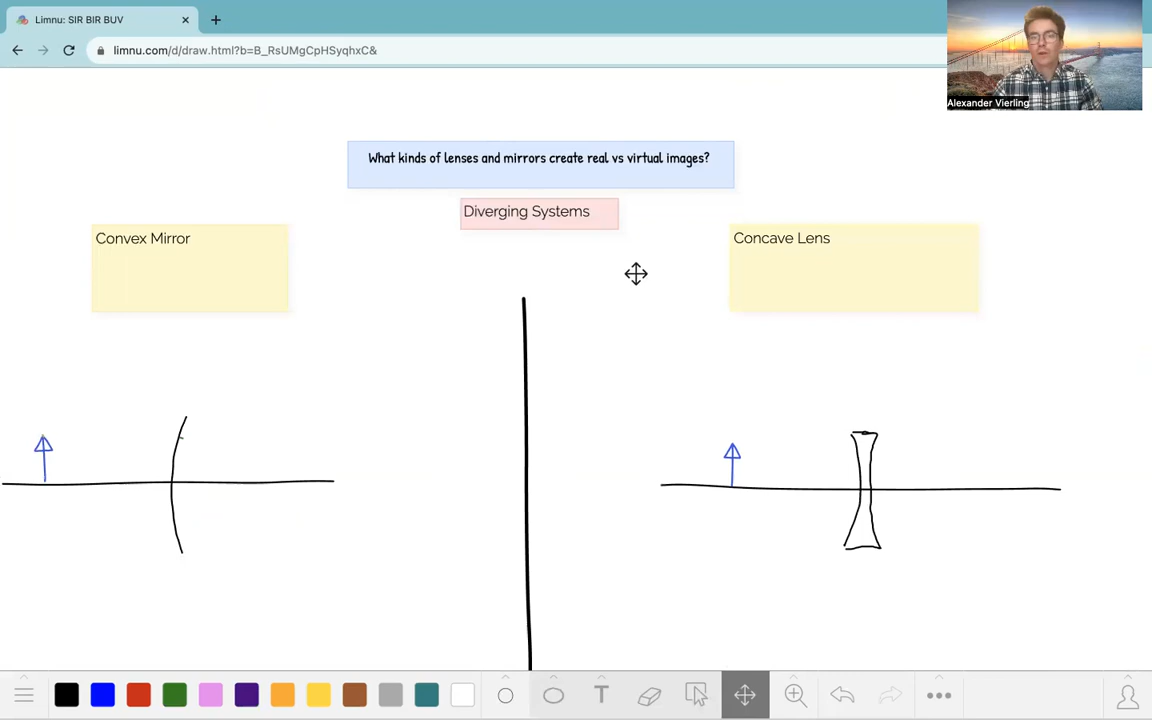 Limnu: SIR BIR BUV
limnu.com/d/draw.html?b=B_RsUMgCpHSyqhxC&
Alexander Vierling
What kinds of lenses and mirrors create real vs virtual images?
Diverging Systems
Convex Mirror
Concave Lens
T